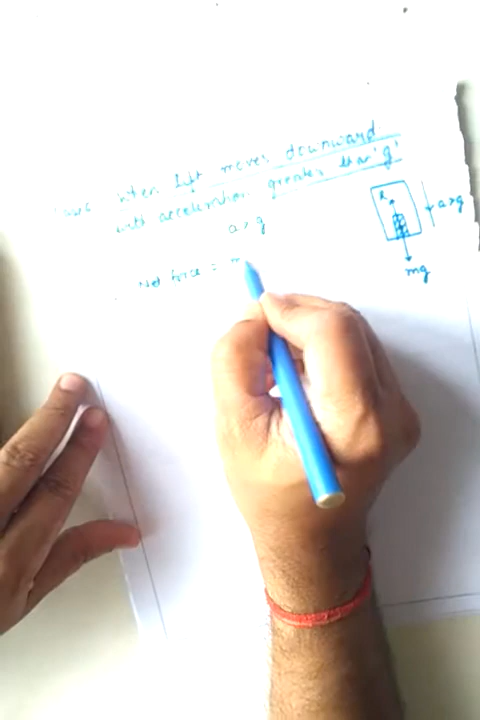 when lift moves downward
with acceleration greater than 'g'
a > g
Net force = m
R
a > g
mg